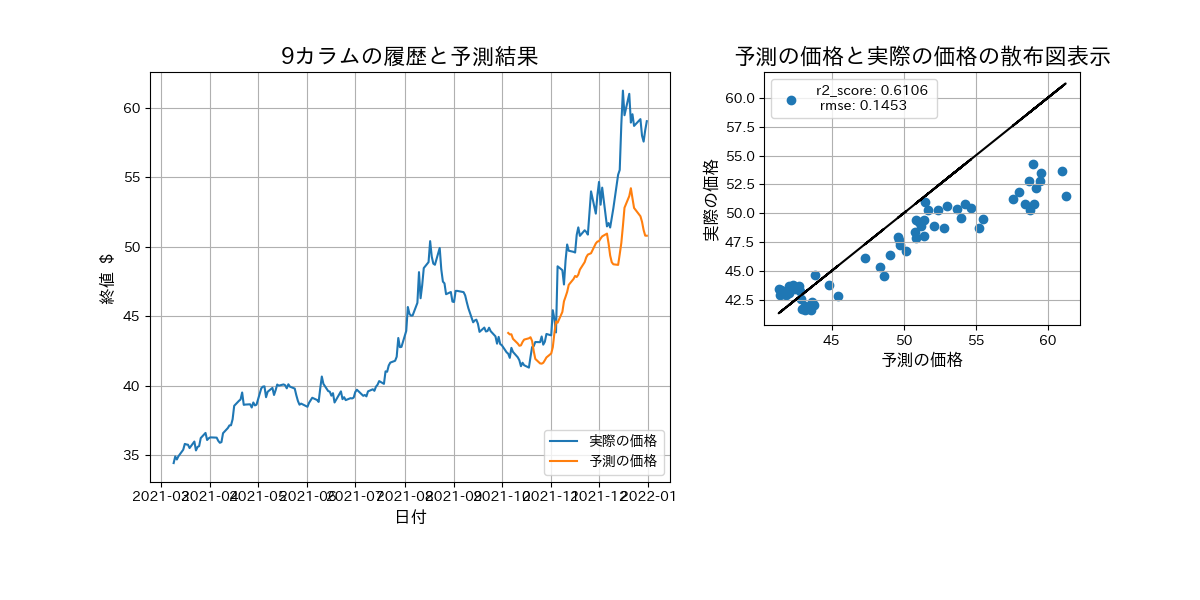 9カラムの履歴と予測結果
終値 $
60
55
50
45
40
35
2021-03 2021-04 2021-05 2021-06 2021-07 2021-08 2021-09 2021-10 2021-11 2021-12 2022-01
日付
実際の価格
予測の価格
予測の価格と実際の価格の散布図表示
r2_score: 0.6106
rmse: 0.1453
実際の価格
60.0
57.5
55.0
52.5
50.0
47.5
45.0
42.5
45 50 55 60
予測の価格